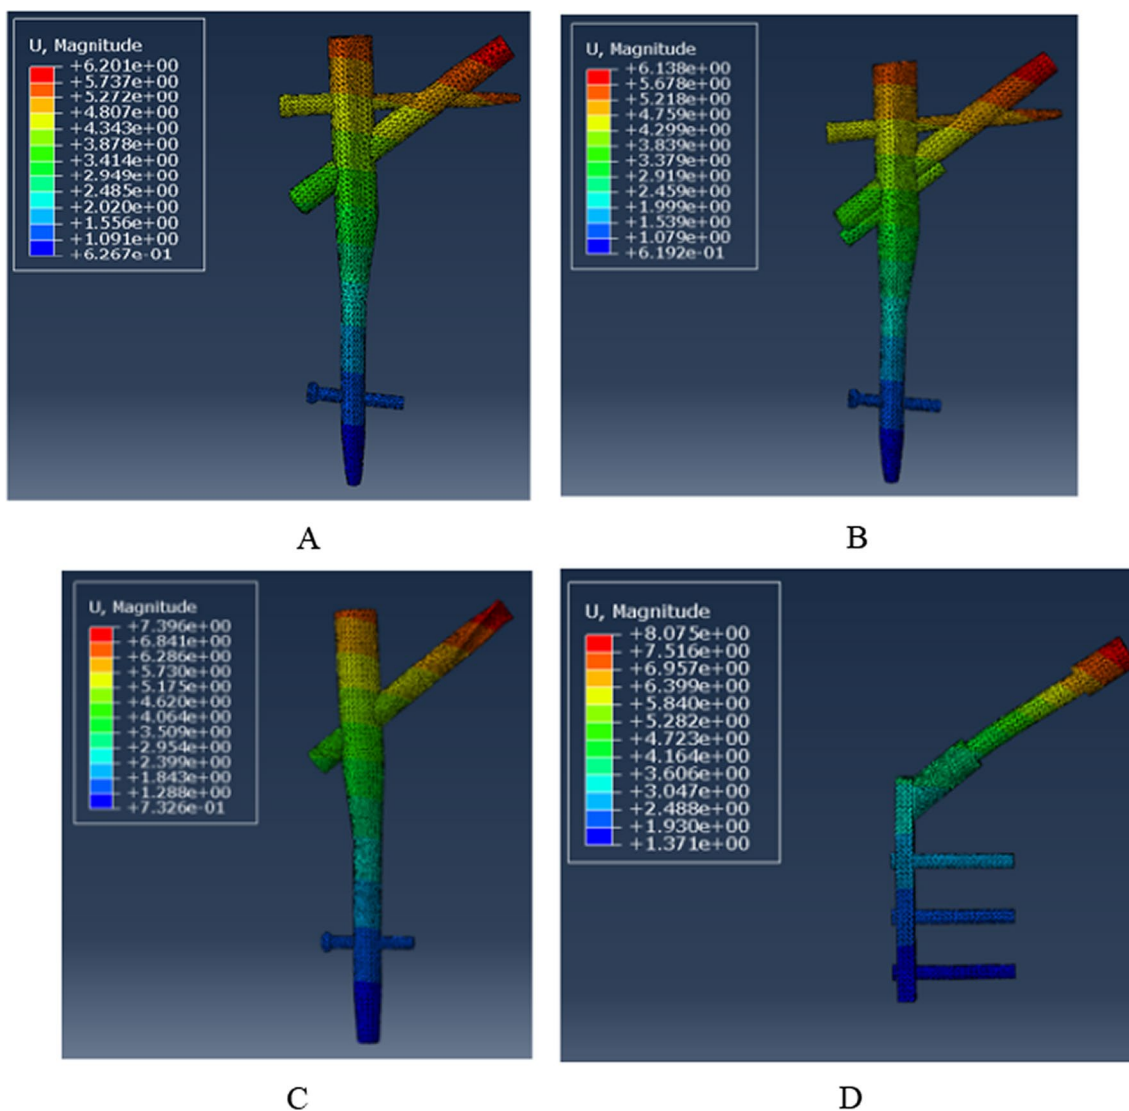 U, Magnitude
+6.201e+00
+5.737e+00
+5.272e+00
+4.807e+00
+4.343e+00
+3.878e+00
+3.414e+00
+2.949e+00
+2.485e+00
+2.020e+00
+1.556e+00
+1.091e+00
+6.267e-01
A
U, Magnitude
+6.138e+00
+5.678e+00
+5.218e+00
+4.759e+00
+4.299e+00
+3.839e+00
+3.379e+00
+2.919e+00
+2.459e+00
+1.999e+00
+1.539e+00
+1.079e+00
+6.192e-01
B
U, Magnitude
+7.396e+00
+6.841e+00
+6.286e+00
+5.730e+00
+5.175e+00
+4.620e+00
+4.064e+00
+3.509e+00
+2.954e+00
+2.399e+00
+1.843e+00
+1.288e+00
+7.326e-01
C
U, Magnitude
+8.075e+00
+7.516e+00
+6.957e+00
+6.399e+00
+5.840e+00
+5.282e+00
+4.723e+00
+4.164e+00
+3.606e+00
+3.047e+00
+2.488e+00
+1.930e+00
+1.371e+00
D